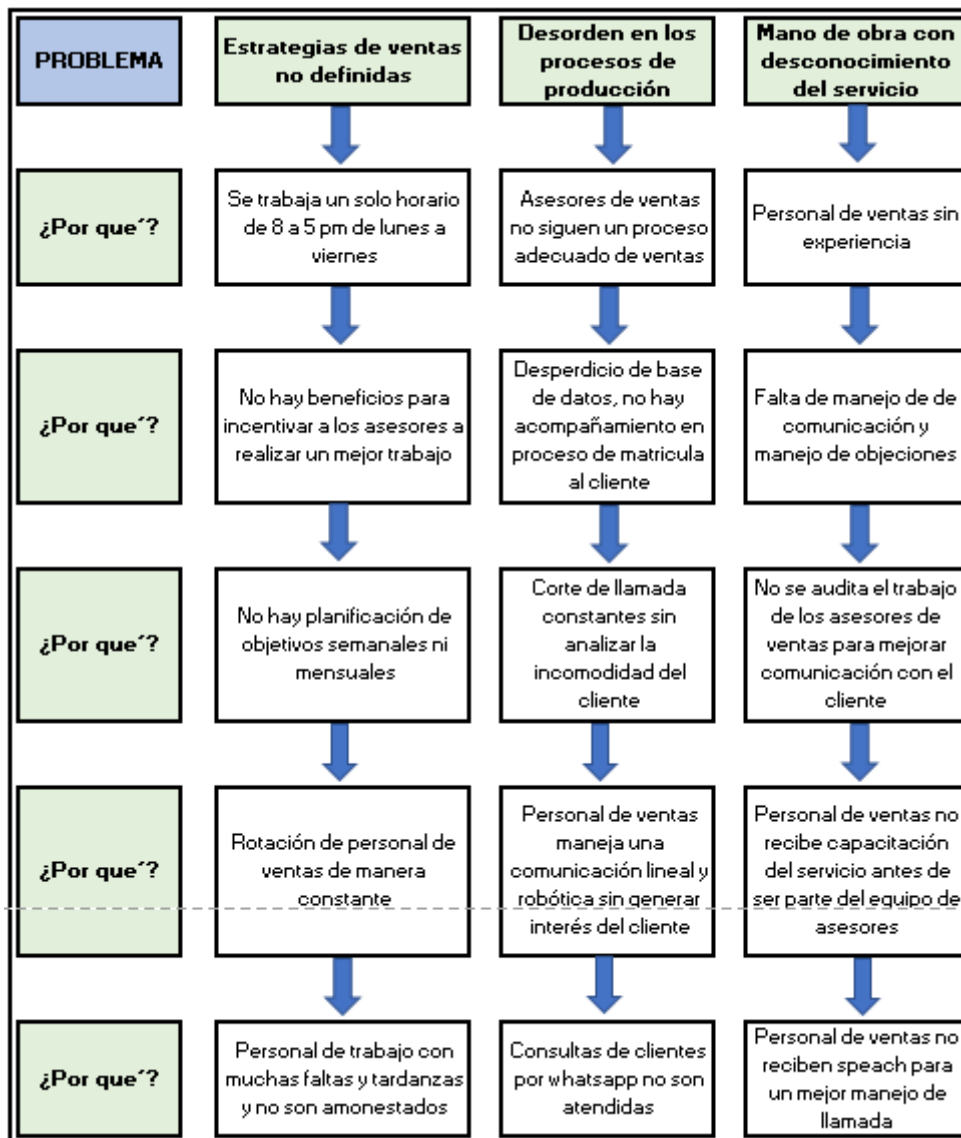 PROBLEMA
Estrategias de ventas
no definidas
Desorden en los
procesos de
producción
Mano de obra con
desconocimiento
del servicio
¿Por que´?
Se trabaja un solo horario
de 8 a 5 pm de lunes a
viernes
Asesores de ventas
no siguen un proceso
adecuado de ventas
Personal de ventas sin
experiencia
¿Por que´?
No hay beneficios para
incentivar a los asesores a
realizar un mejor trabajo
Desperdicio de base
de datos, no hay
acompañamiento en
proceso de matricula
al cliente
Falta de manejo de de
comunicación y
manejo de objeciones
¿Por que´?
No hay planificación de
objetivos semanales ni
mensuales
Corte de llamada
constantes sin
analizar la
incomodidad del
cliente
No se audita el trabajo
de los asesores de
ventas para mejorar
comunicación con el
cliente
¿Por que´?
Rotación de personal de
ventas de manera
constante
Personal de ventas
maneja una
comunicación lineal y
robótica sin generar
interés del cliente
Personal de ventas no
recibe capacitación
del servicio antes de
ser parte del equipo de
asesores
¿Por que´?
Personal de trabajo con
muchas faltas y tardanzas
y no son amonestados
Consultas de clientes
por whatsapp no son
atendidas
Personal de ventas no
reciben speach para
un mejor manejo de
llamada